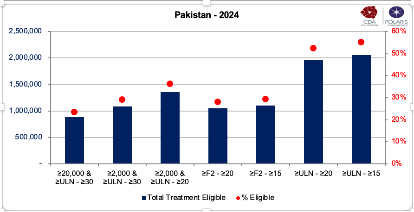 Pakistan - 2024
CDA
POLARIS
2,500,000
2,000,000
1,500,000
1,000,000
500,000
-
60%
50%
40%
30%
20%
10%
0%
≥20,000 & ≥2,000 & ≥2,000 & ≥F2 - ≥20 ≥F2 - ≥15 ≥ULN - ≥20 ≥ULN - ≥15
≥ULN - ≥30 ≥ULN - ≥30 ≥ULN - ≥20
Total Treatment Eligible % Eligible